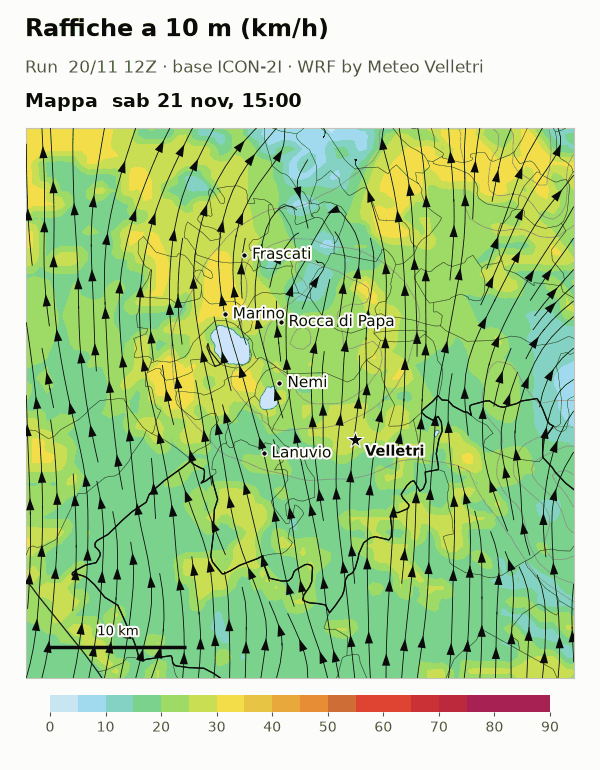 Raffiche a 10 m (km/h)
Run 20/11 12Z · base ICON-2I · WRF by Meteo Velletri
Mappa sab 21 nov, 15:00
Frascati
Marino
Rocca di Papa
Nemi
Velletri
Lanuvio
10 km
0 10 20 30 40 50 60 70 80 90